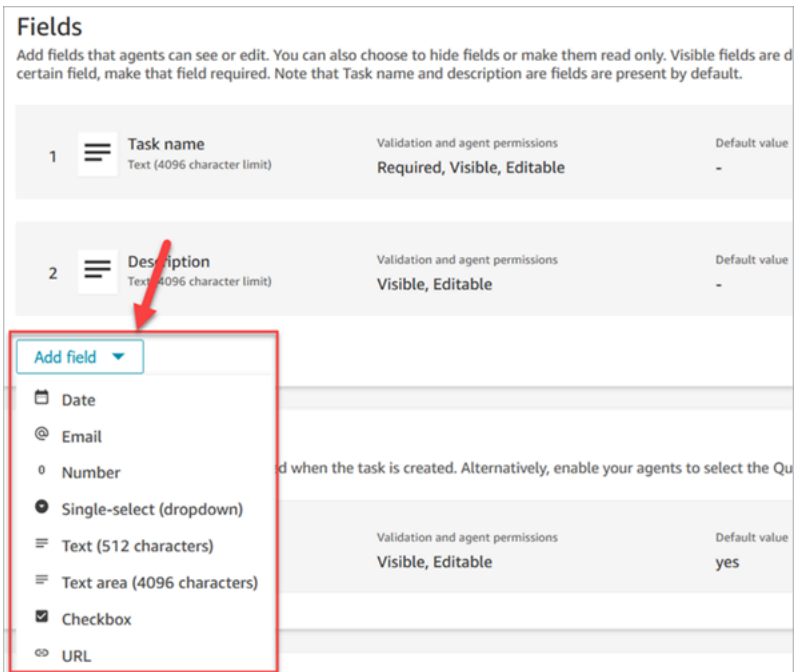 Fields
Add fields that agents can see or edit. You can also choose to hide fields or make them read only. Visible fields are d
certain field, make that field required. Note that Task name and description are fields are present by default.
1
Task name
Text (4096 character limit)
Validation and agent permissions
Required, Visible, Editable
Default value
-
2
Description
Text (4096 character limit)
Validation and agent permissions
Visible, Editable
Default value
-
Add field
Date
@ Email
0 Number
Single-select (dropdown)
Text (512 characters)
Text area (4096 characters)
Checkbox
URL
d when the task is created. Alternatively, enable your agents to select the Qu
Validation and agent permissions
Visible, Editable
Default value
yes